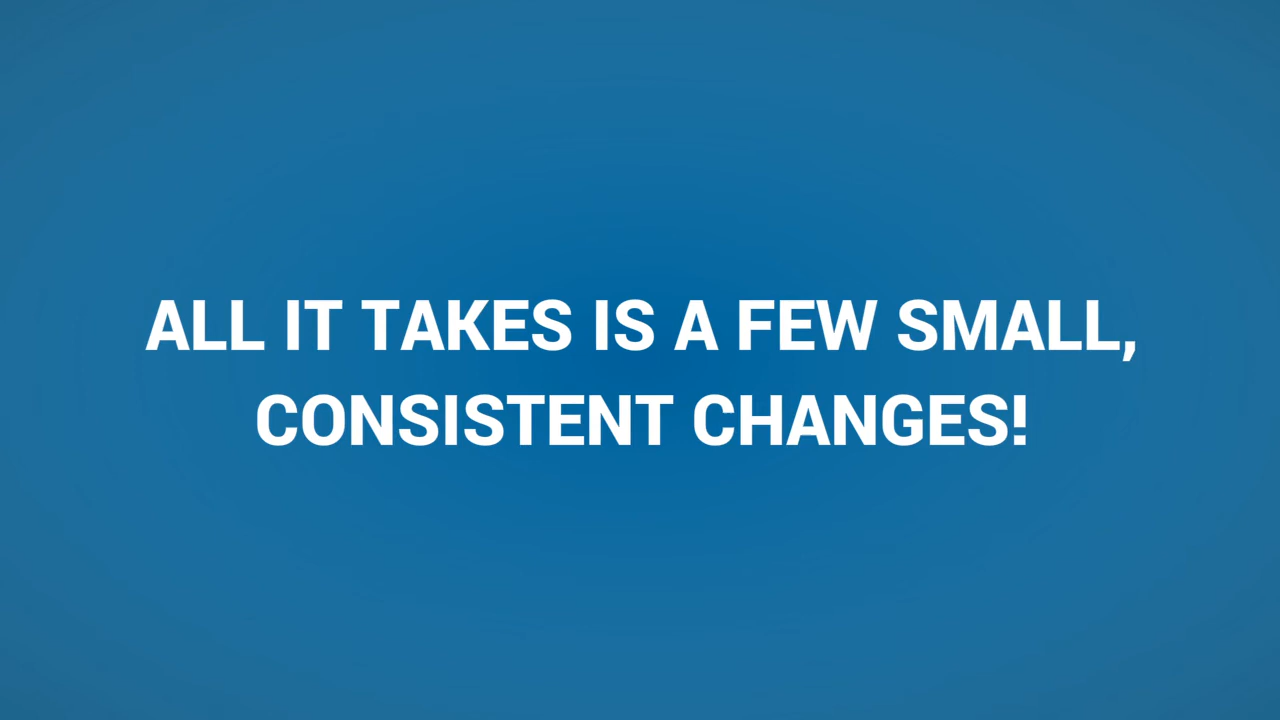 ALL IT TAKES IS A FEW SMALL,
CONSISTENT CHANGES!